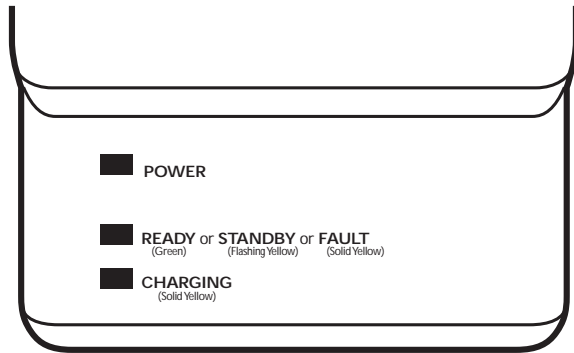 POWER
READY or STANDBY or FAULT
(Green) (Flashing Yellow) (Solid Yellow)
CHARGING
(Solid Yellow)